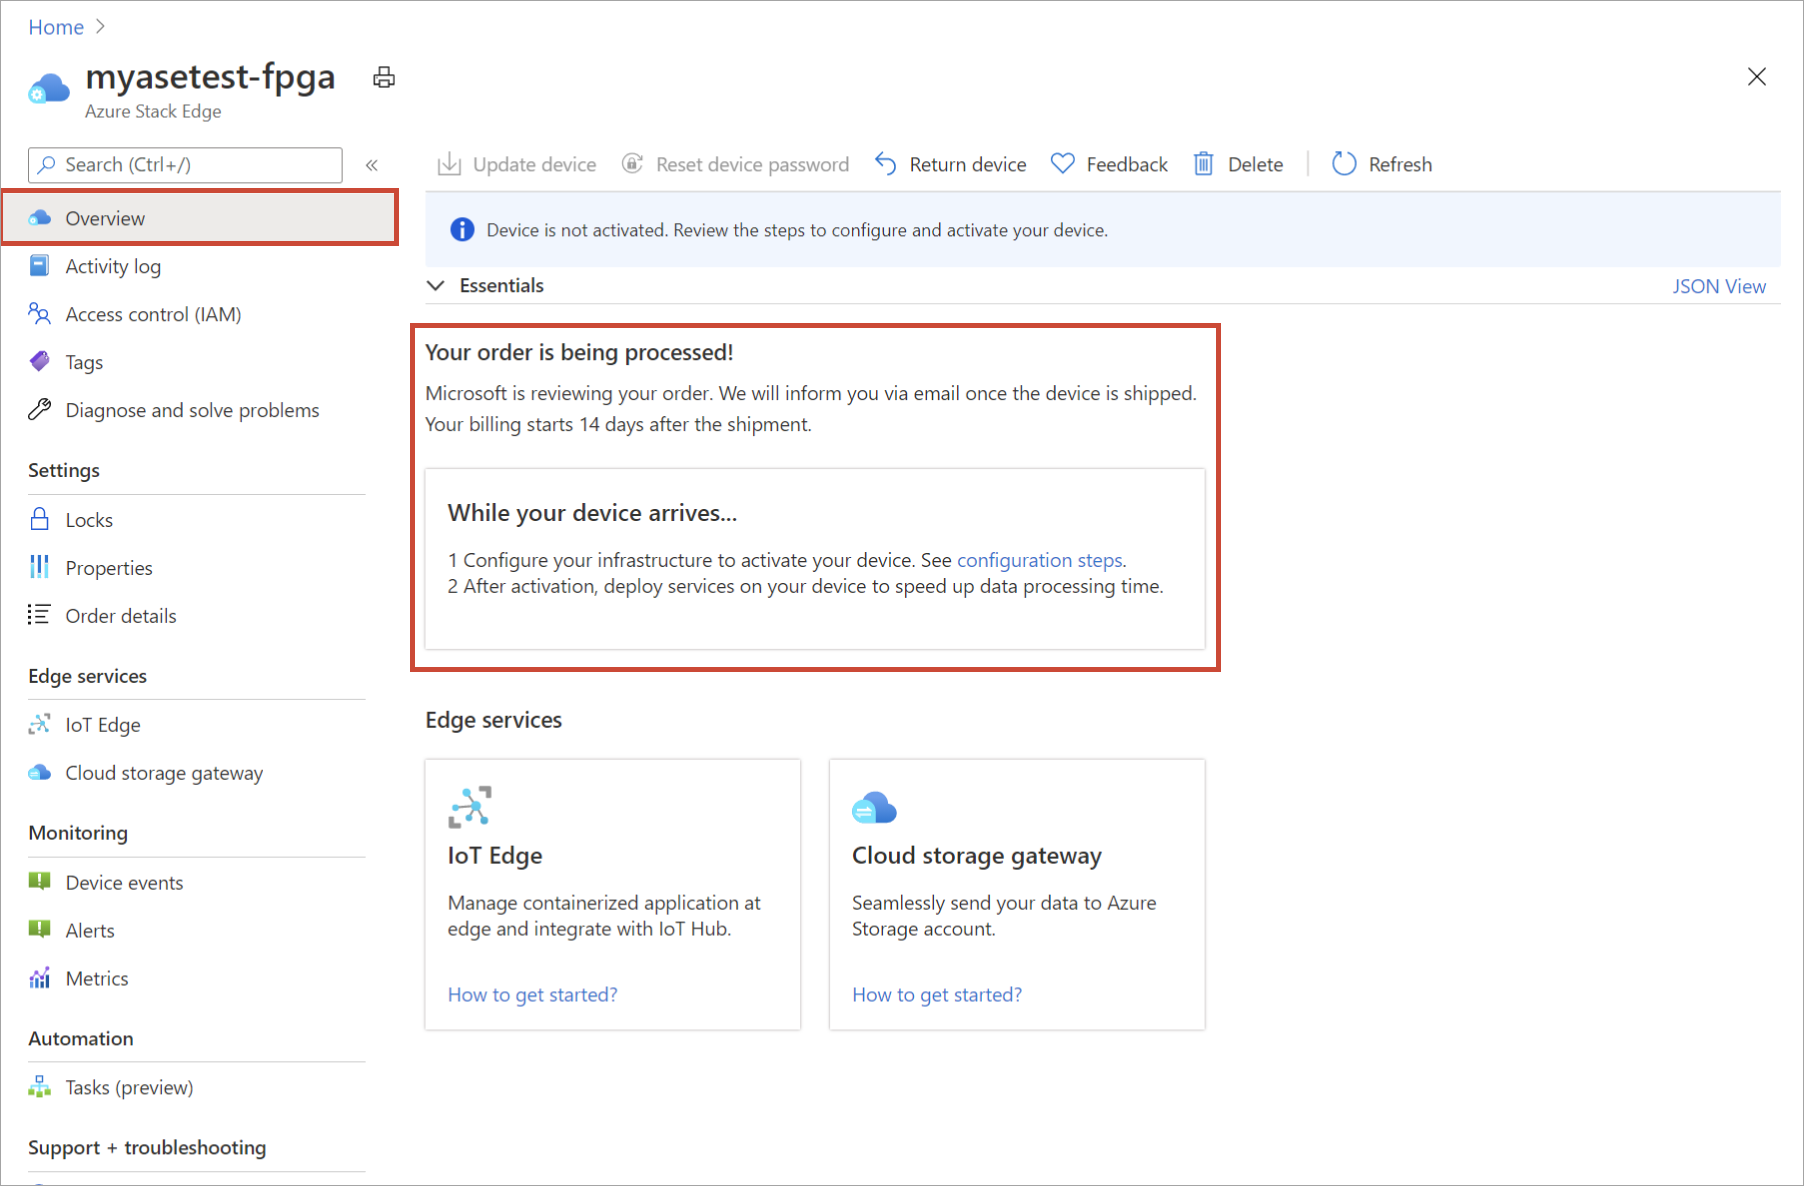 Home
myasetest-fpga
Azure Stack Edge
Search (Ctrl+/)
«
Overview
Activity log
Access control (IAM)
Tags
Diagnose and solve problems
Settings
Locks
Properties
Order details
Edge services
IoT Edge
Cloud storage gateway
Monitoring
Device events
Alerts
Metrics
Automation
Tasks (preview)
Support + troubleshooting
Update device
Reset device password
Return device
Feedback
Delete
Refresh
Device is not activated. Review the steps to configure and activate your device.
Essentials
JSON View
Your order is being processed!
Microsoft is reviewing your order. We will inform you via email once the device is shipped.
Your billing starts 14 days after the shipment.
While your device arrives...
1 Configure your infrastructure to activate your device. See configuration steps.
2 After activation, deploy services on your device to speed up data processing time.
Edge services
IoT Edge
Manage containerized application at
edge and integrate with IoT Hub.
How to get started?
Cloud storage gateway
Seamlessly send your data to Azure
Storage account.
How to get started?